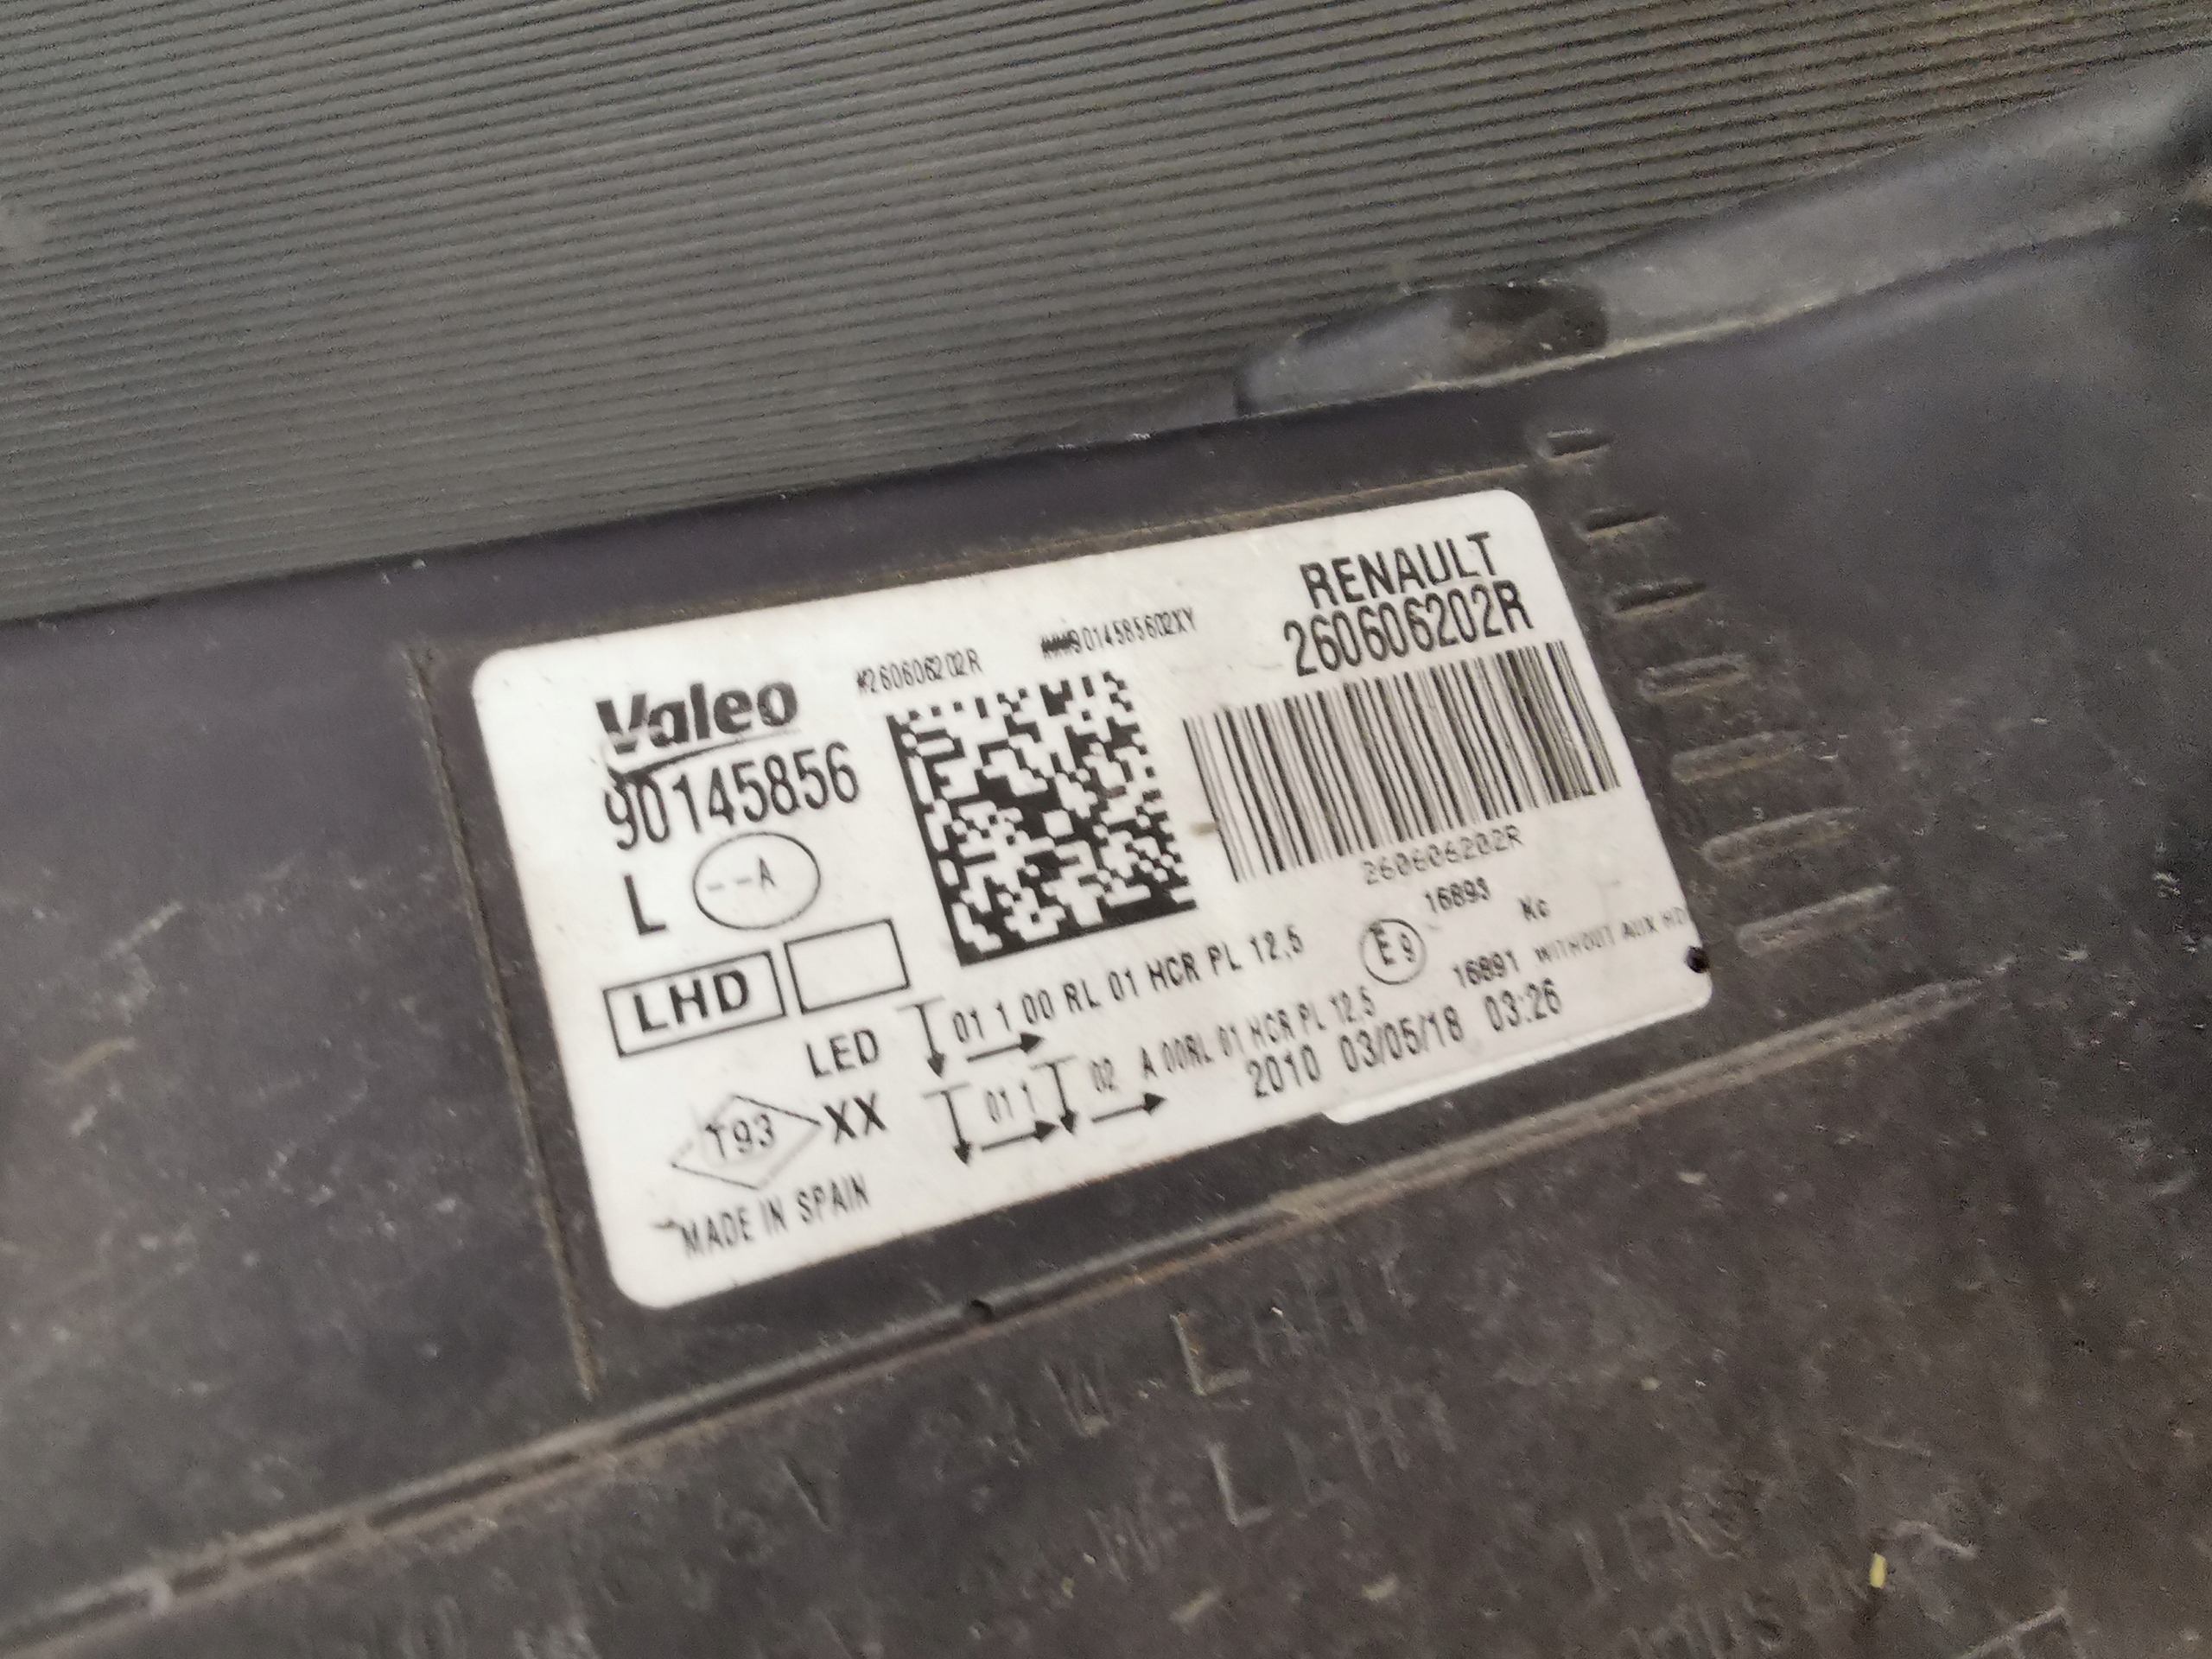 Valeo
90145856
L --A
LHD
LED
T93 XX
MADE IN SPAIN
#260606202R
9014585602XY
RENAULT
260606202R
260606202R
16893 Kc
E9
01 1 00 RL 01 HCR PL 12,5
16891 WITHOUT AUX HD
01 1 02 A 00RL 01 HCR PL 12,5
2010 03/05/18 03:26